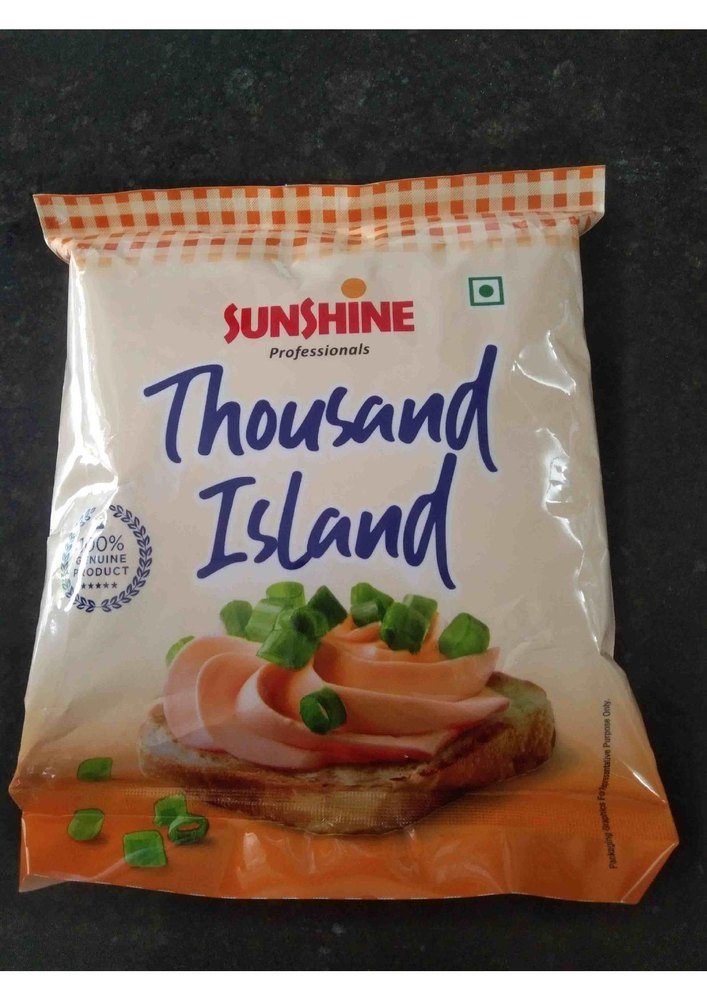 SUNSHINE
Professionals
Thousand
Island
100%
GENUINE
PRODUCT
Packaging Graphics For Representative Purpose Only.